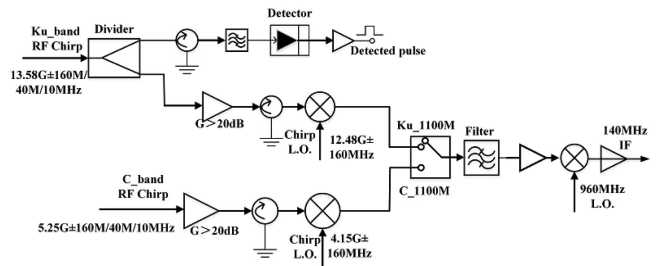 Ku_band
RF Chirp
Divider
Detector
Detected pulse
13.58G±160M/
40M/10MHz
G＞20dB
Chirp
L.O.
12.48G±
160MHz
Ku_1100M
Filter
140MHz
IF
C_1100M
960MHz
L.O.
C_band
RF Chirp
5.25G±160M/40M/10MHz
G＞20dB
Chirp
L.O.
4.15G±
160MHz